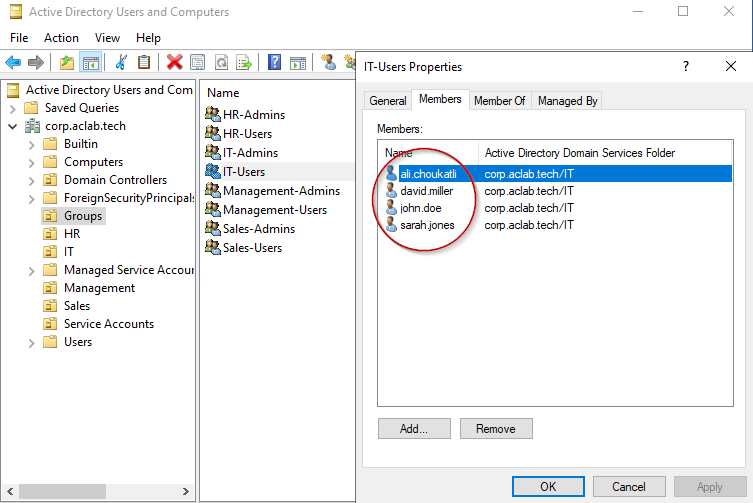 Active Directory Users and Computers
File Action View Help
Active Directory Users and Com
Saved Queries
corp.aclab.tech
Builtin
Computers
Domain Controllers
ForeignSecurityPrincipals
Groups
HR
IT
Managed Service Accou
Management
Sales
Service Accounts
Users
Name
HR-Admins
HR-Users
IT-Admins
IT-Users
Management-Admins
Management-Users
Sales-Admins
Sales-Users
IT-Users Properties
?
General Members Member Of Managed By
Members:
Name Active Directory Domain Services Folder
ali.choukatli corp.aclab.tech/IT
david.miller corp.aclab.tech/IT
john.doe corp.aclab.tech/IT
sarah.jones corp.aclab.tech/IT
Add... Remove
OK Cancel Apply